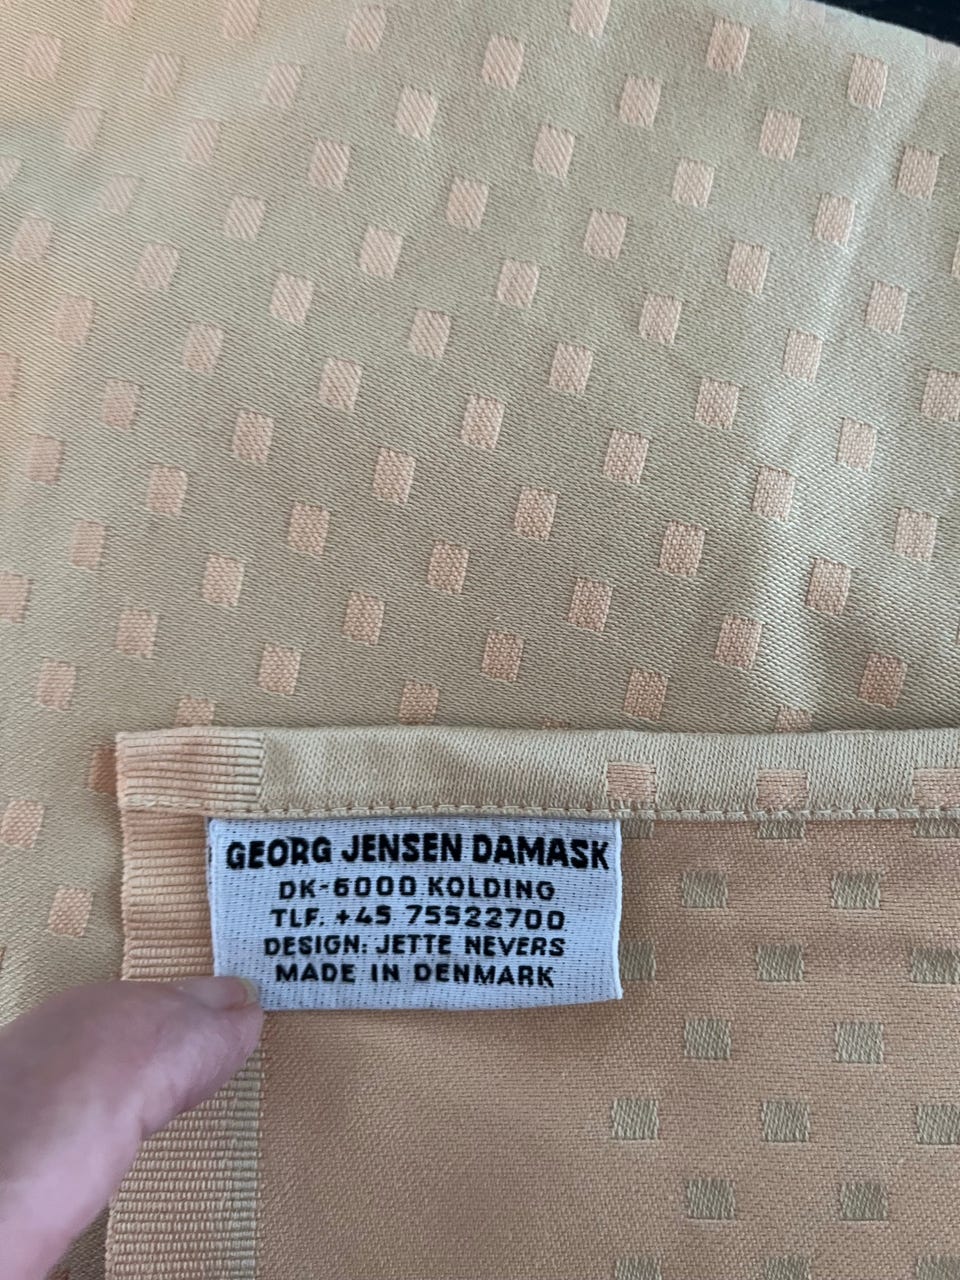 GEORG JENSEN DAMASK
DK-6000 KOLDING
TLF. +45 75522700
DESIGN: JETTE NEVERS
MADE IN DENMARK